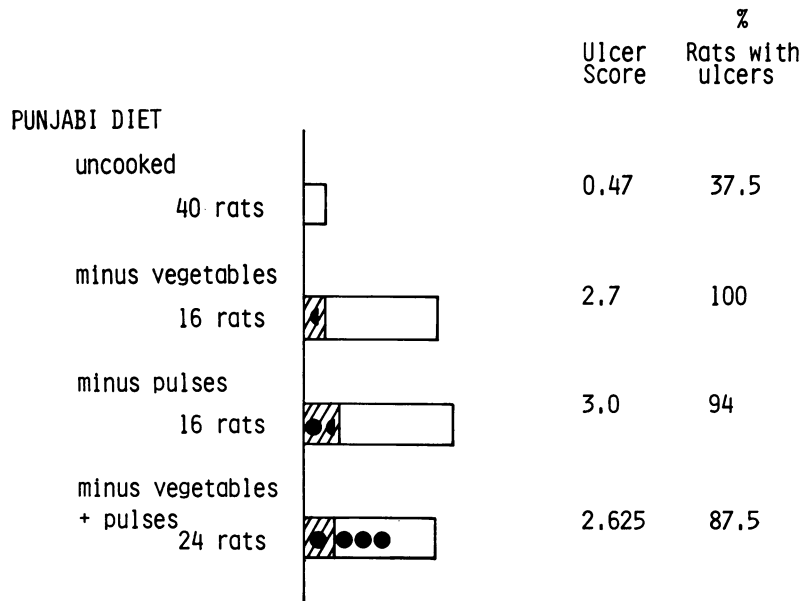 %
Ulcer Rats with
Score ulcers
PUNJABI DIET
uncooked
40 rats 0.47 37.5
minus vegetables
16 rats 2.7 100
minus pulses
16 rats 3.0 94
minus vegetables
+ pulses
24 rats 2.625 87.5